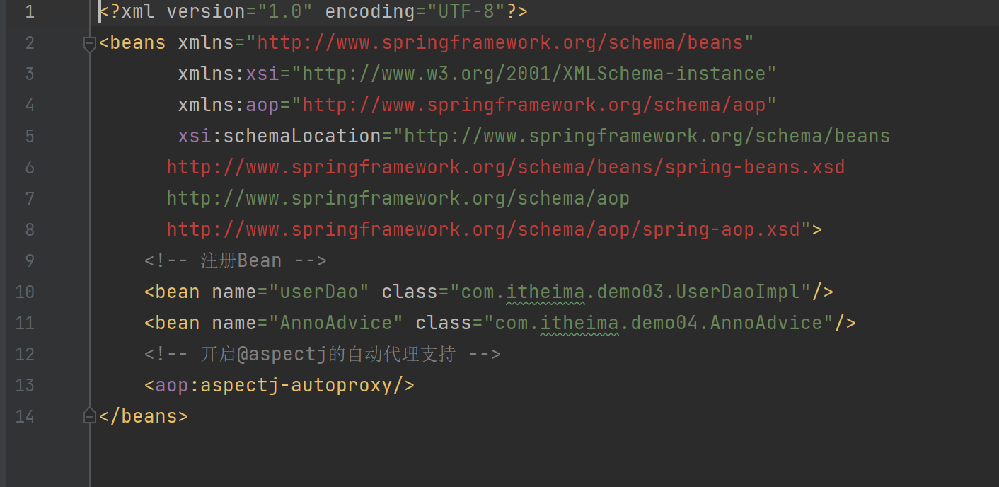 1 <?xml version="1.0" encoding="UTF-8"?>
2 <beans xmlns="http://www.springframework.org/schema/beans"
3 xmlns:xsi="http://www.w3.org/2001/XMLSchema-instance"
4 xmlns:aop="http://www.springframework.org/schema/aop"
5 xsi:schemaLocation="http://www.springframework.org/schema/beans
6 http://www.springframework.org/schema/beans/spring-beans.xsd
7 http://www.springframework.org/schema/aop
8 http://www.springframework.org/schema/aop/spring-aop.xsd">
9 <!-- 注册Bean -->
10 <bean name="userDao" class="com.itheima.demo03.UserDaoImpl"/>
11 <bean name="AnnoAdvice" class="com.itheima.demo04.AnnoAdvice"/>
12 <!-- 开启@aspectj的自动代理支持 -->
13 <aop:aspectj-autoproxy/>
14 </beans>